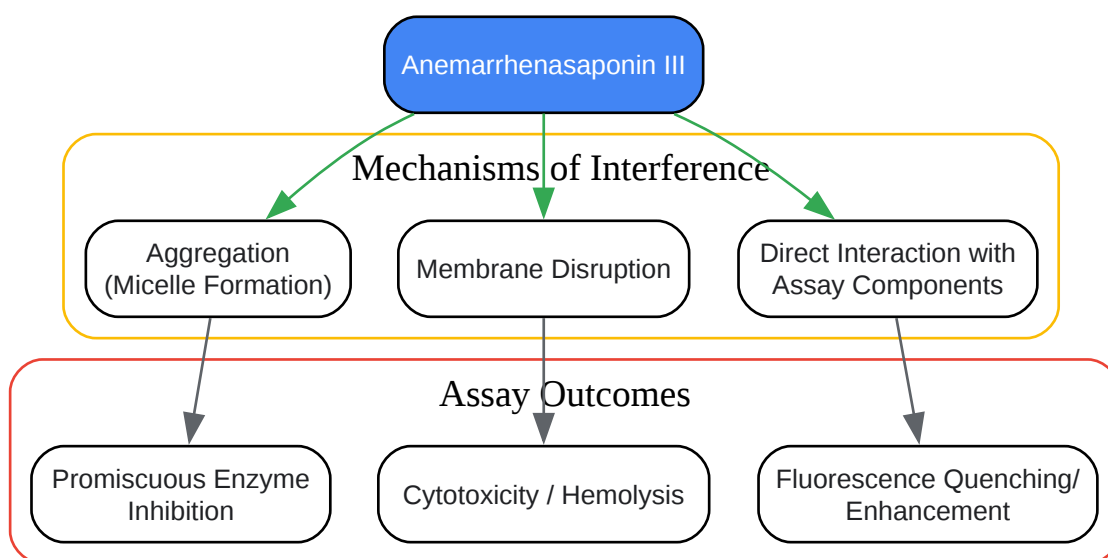 Anemarrhenasaponin III
Mechanisms of Interference
Aggregation
(Micelle Formation)
Membrane Disruption
Direct Interaction with
Assay Components
Assay Outcomes
Promiscuous Enzyme
Inhibition
Cytotoxicity / Hemolysis
Fluorescence Quenching/
Enhancement